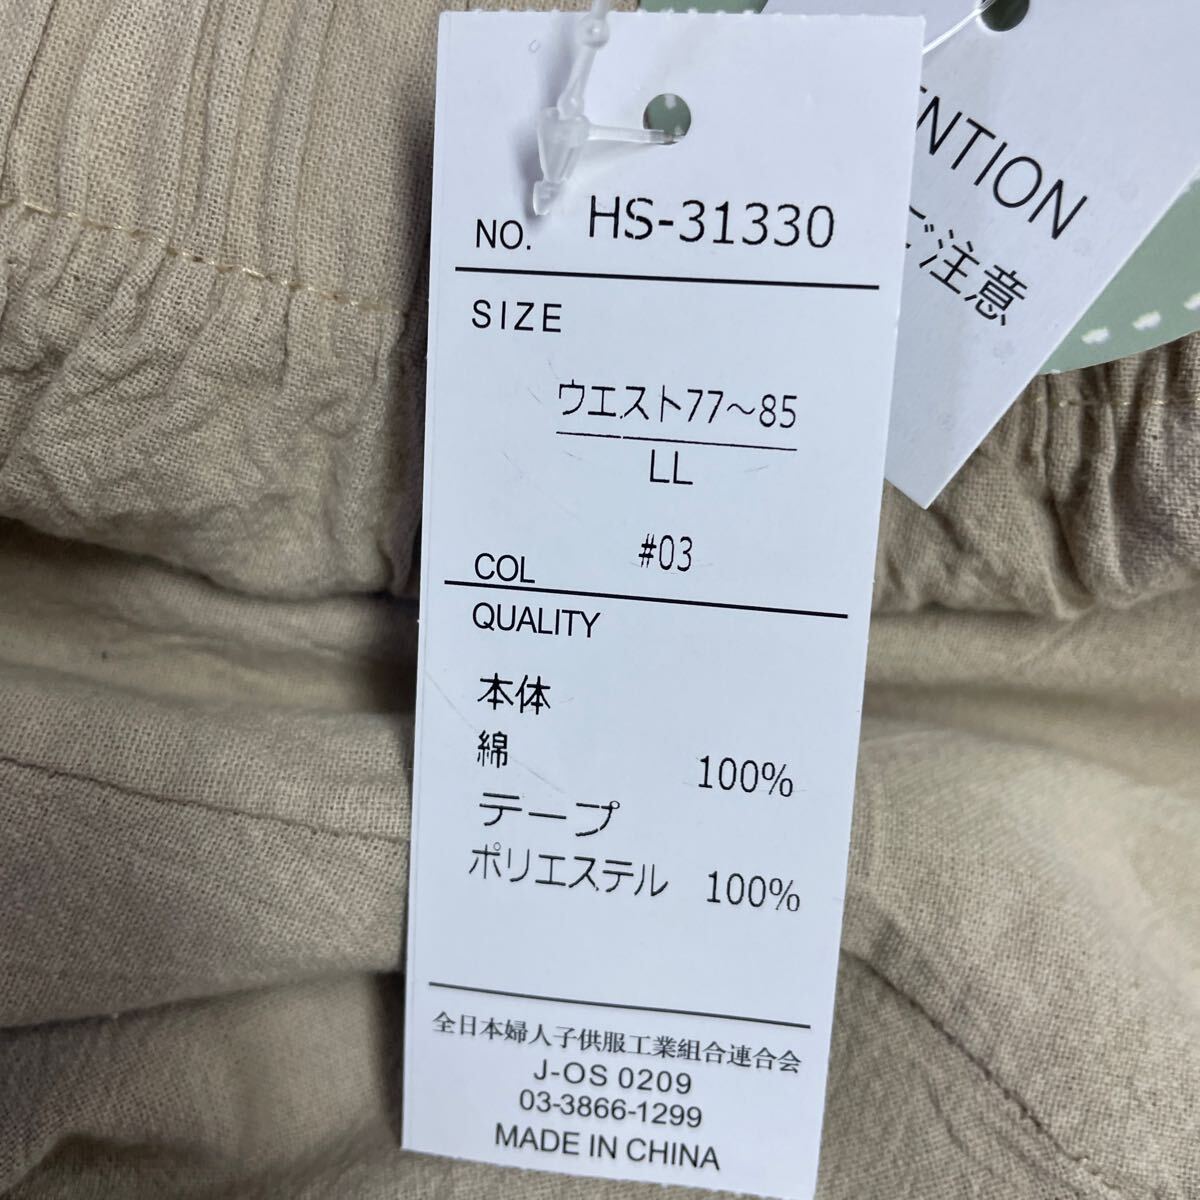 NO. HS-31330
SIZE
ウエスト77～85
LL
COL #03
QUALITY
本体
綿 100%
テープ
ポリエステル 100%
全日本婦人子供服工業組合連合会
J-OS 0209
03-3866-1299
MADE IN CHINA
NTION
ご注意